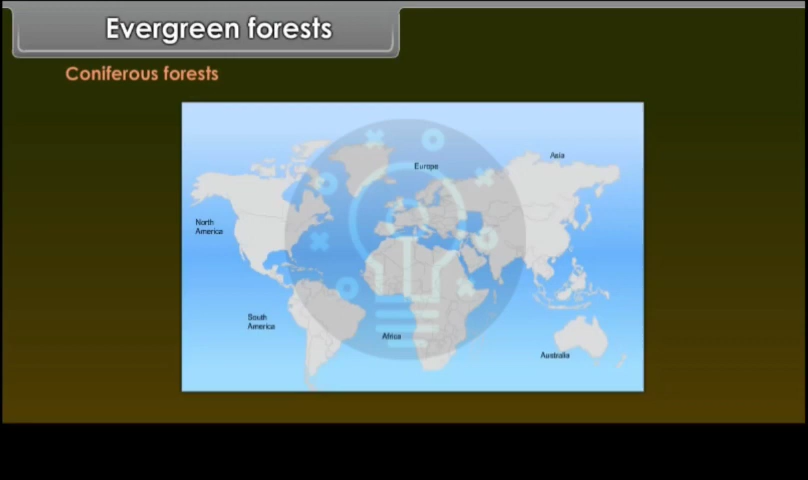 Evergreen forests
Coniferous forests
Europe
Asia
North
America
South
America
Africa
Australia